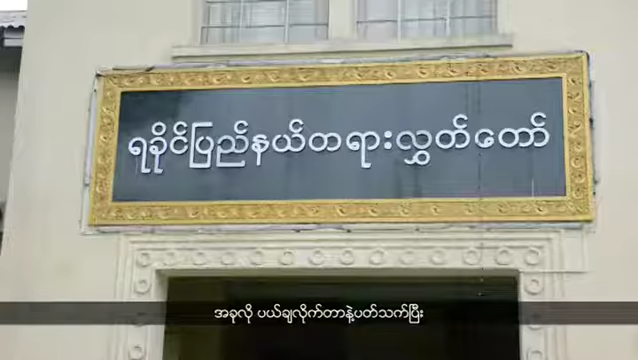 ရခိုင်ပြည်နယ်တရားလွှတ်တော်
အခုလို ပယ်ချလိုက်တာနဲ့ပတ်သက်ပြီး